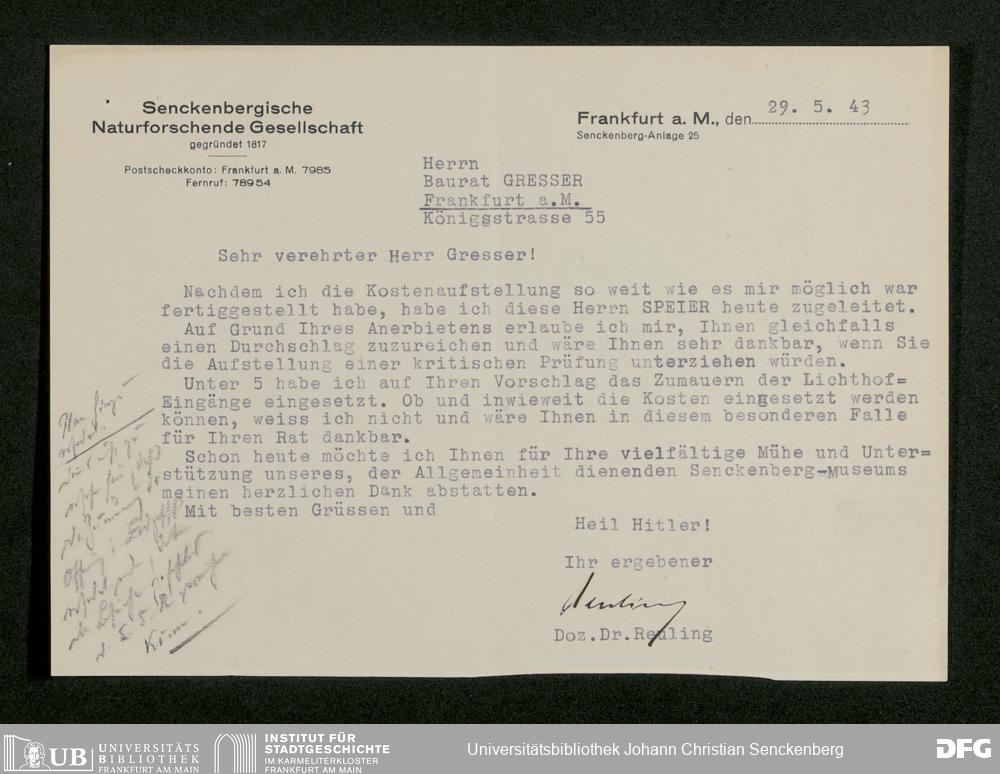 Senckenbergische
Naturforschende Gesellschaft
gegründet 1817
Postscheckkonto: Frankfurt a. M. 7985
Fernruf: 78954
Frankfurt a. M., den 29. 5. 43
Senckenberg-Anlage 25
Herrn
Baurat GRESSER
Frankfurt a.M.
Königsstrasse 55
Sehr verehrter Herr Gresser!
Nachdem ich die Kostenaufstellung so weit wie es mir möglich war
fertiggestellt habe, habe ich diese Herrn SPEIER heute zugeleitet.
Auf Grund Ihres Anerbietens erlaube ich mir, Ihnen gleichfalls
einen Durchschlag zuzureichen und wäre Ihnen sehr dankbar, wenn Sie
die Aufstellung einer kritischen Prüfung unterziehen würden.
Unter 5 habe ich auf Ihren Vorschlag das Zumauern der Lichthof=
Eingänge eingesetzt. Ob und inwieweit die Kosten eingesetzt werden
können, weiss ich nicht und wäre Ihnen in diesem besonderen Falle
für Ihren Rat dankbar.
Schon heute möchte ich Ihnen für Ihre vielfältige Mühe und Unter=
stützung unseres, der Allgemeinheit dienenden Senckenberg-Museums
meinen herzlichen Dank abstatten.
Mit besten Grüssen und
Heil Hitler!
Ihr ergebener
Reuling
Doz.Dr.Reuling
UB UNIVERSITÄTS
BIBLIOTHEK
FRANKFURT AM MAIN
INSTITUT FÜR
STADTGESCHICHTE
IM KARMELITERKLOSTER
FRANKFURT AM MAIN
Universitätsbibliothek Johann Christian Senckenberg
DFG